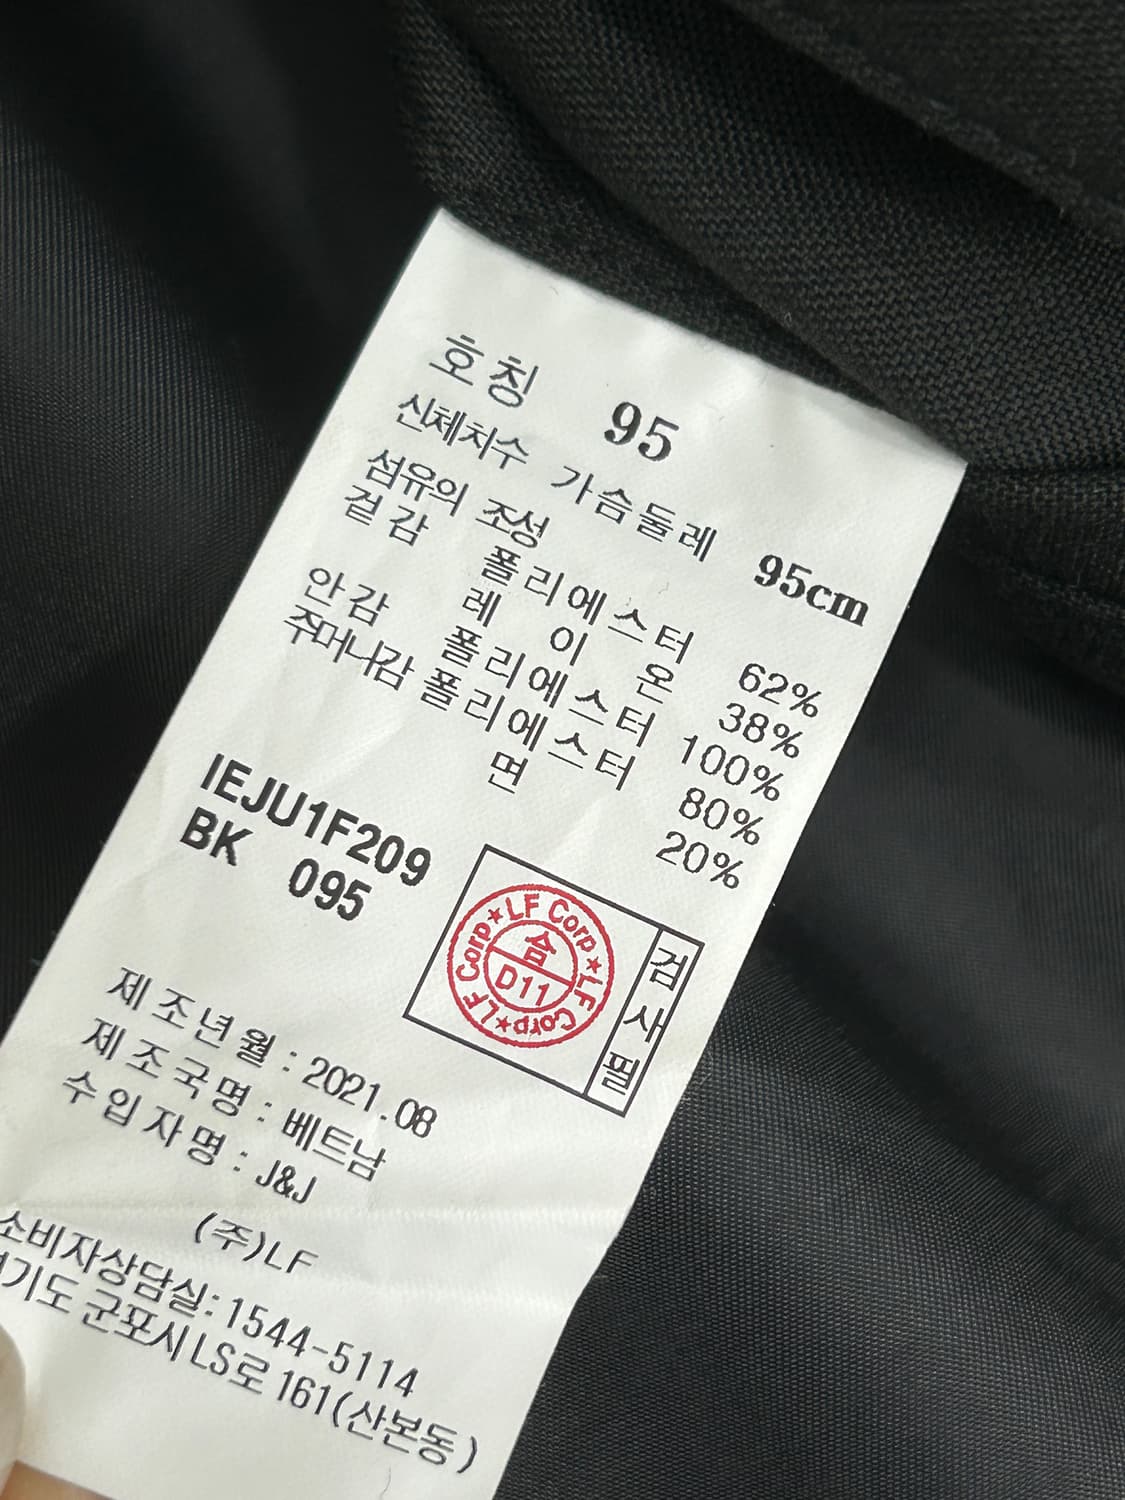 호칭 95
신체치수 가슴둘레 95cm
섬유의 조성
겉감 폴리에스터 62%
레이온 38%
안감 폴리에스터 100%
주머니감 폴리에스터 80%
면 20%
IEJU1F209
BK 095
LF Corp★LF Corp★LF Corp★
合
D11
검사필
제조년월 : 2021.08
제조국명 : 베트남
수입자명 : J&J
(주)LF
소비자상담실: 1544-5114
경기도 군포시 LS로 161(산본동)